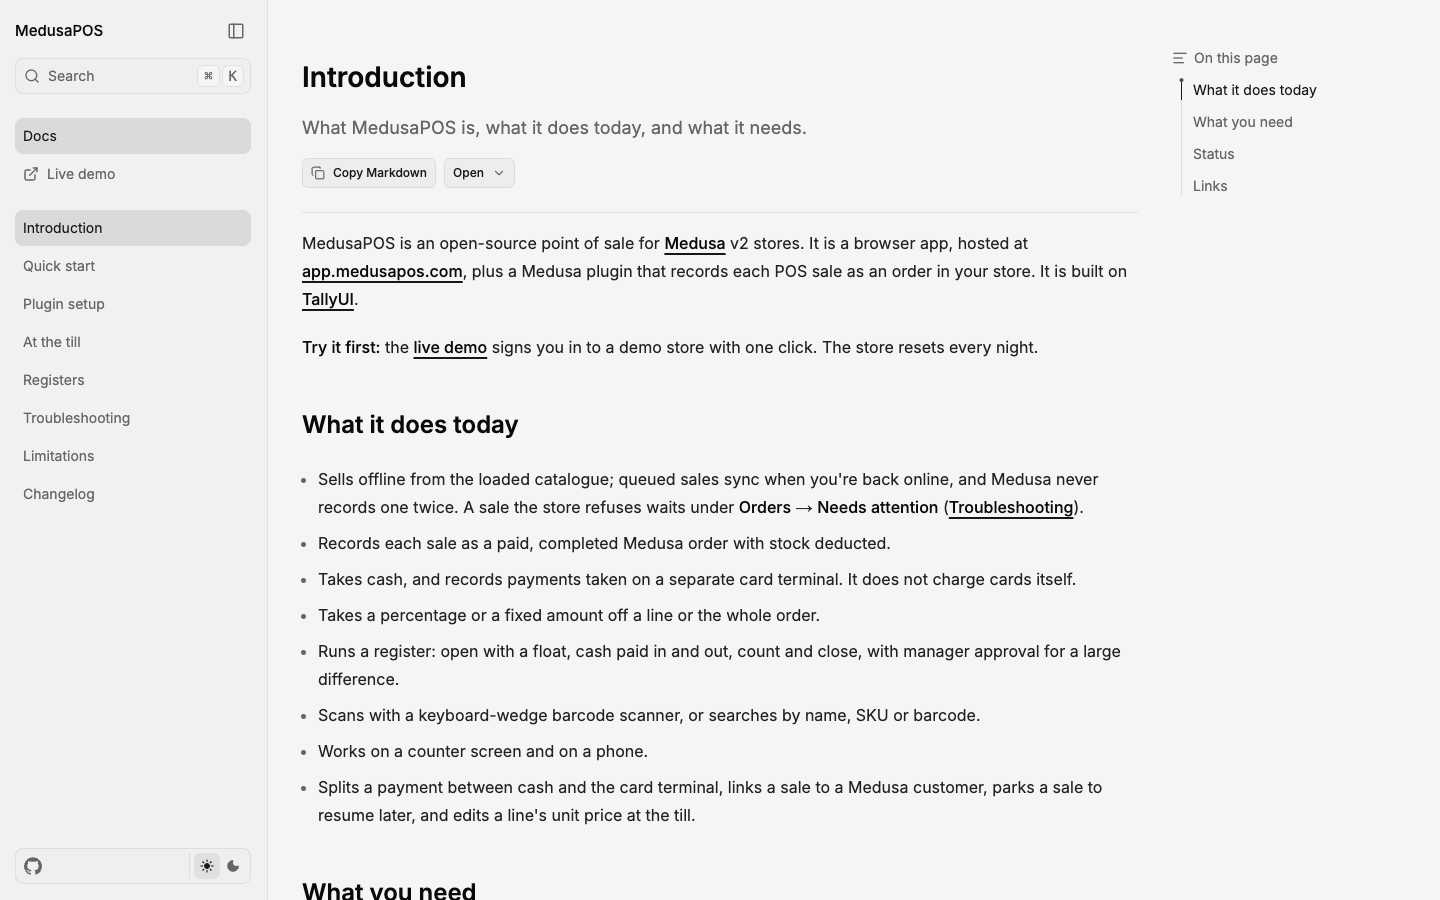 MedusaPOS
Search
⌘ K
Docs
Live demo
Introduction
Quick start
Plugin setup
At the till
Registers
Troubleshooting
Limitations
Changelog
Introduction
What MedusaPOS is, what it does today, and what it needs.
Copy Markdown
Open
MedusaPOS is an open-source point of sale for Medusa v2 stores. It is a browser app, hosted at
app.medusapos.com, plus a Medusa plugin that records each POS sale as an order in your store. It is built on
TallyUI.
Try it first: the live demo signs you in to a demo store with one click. The store resets every night.
What it does today
• Sells offline from the loaded catalogue; queued sales sync when you're back online, and Medusa never
records one twice. A sale the store refuses waits under Orders → Needs attention (Troubleshooting).
• Records each sale as a paid, completed Medusa order with stock deducted.
• Takes cash, and records payments taken on a separate card terminal. It does not charge cards itself.
• Takes a percentage or a fixed amount off a line or the whole order.
• Runs a register: open with a float, cash paid in and out, count and close, with manager approval for a large
difference.
• Scans with a keyboard-wedge barcode scanner, or searches by name, SKU or barcode.
• Works on a counter screen and on a phone.
• Splits a payment between cash and the card terminal, links a sale to a Medusa customer, parks a sale to
resume later, and edits a line's unit price at the till.
What you need
On this page
What it does today
What you need
Status
Links